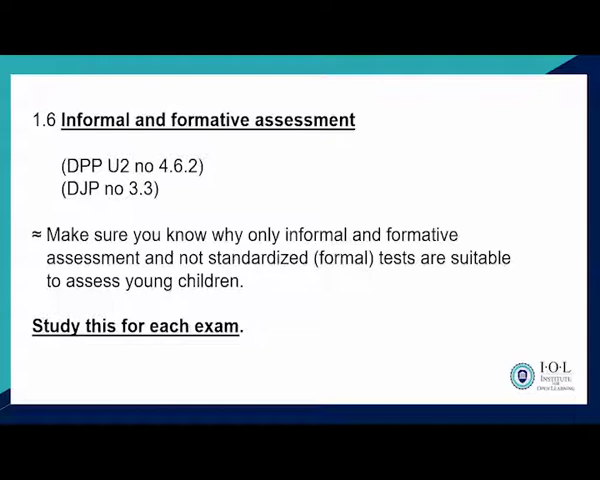 1.6 Informal and formative assessment
(DPP U2 no 4.6.2)
(DJP no 3.3)
≈ Make sure you know why only informal and formative
assessment and not standardized (formal) tests are suitable
to assess young children.
Study this for each exam.
I·O·L
INSTITUTE
FOR
OPEN LEARNING